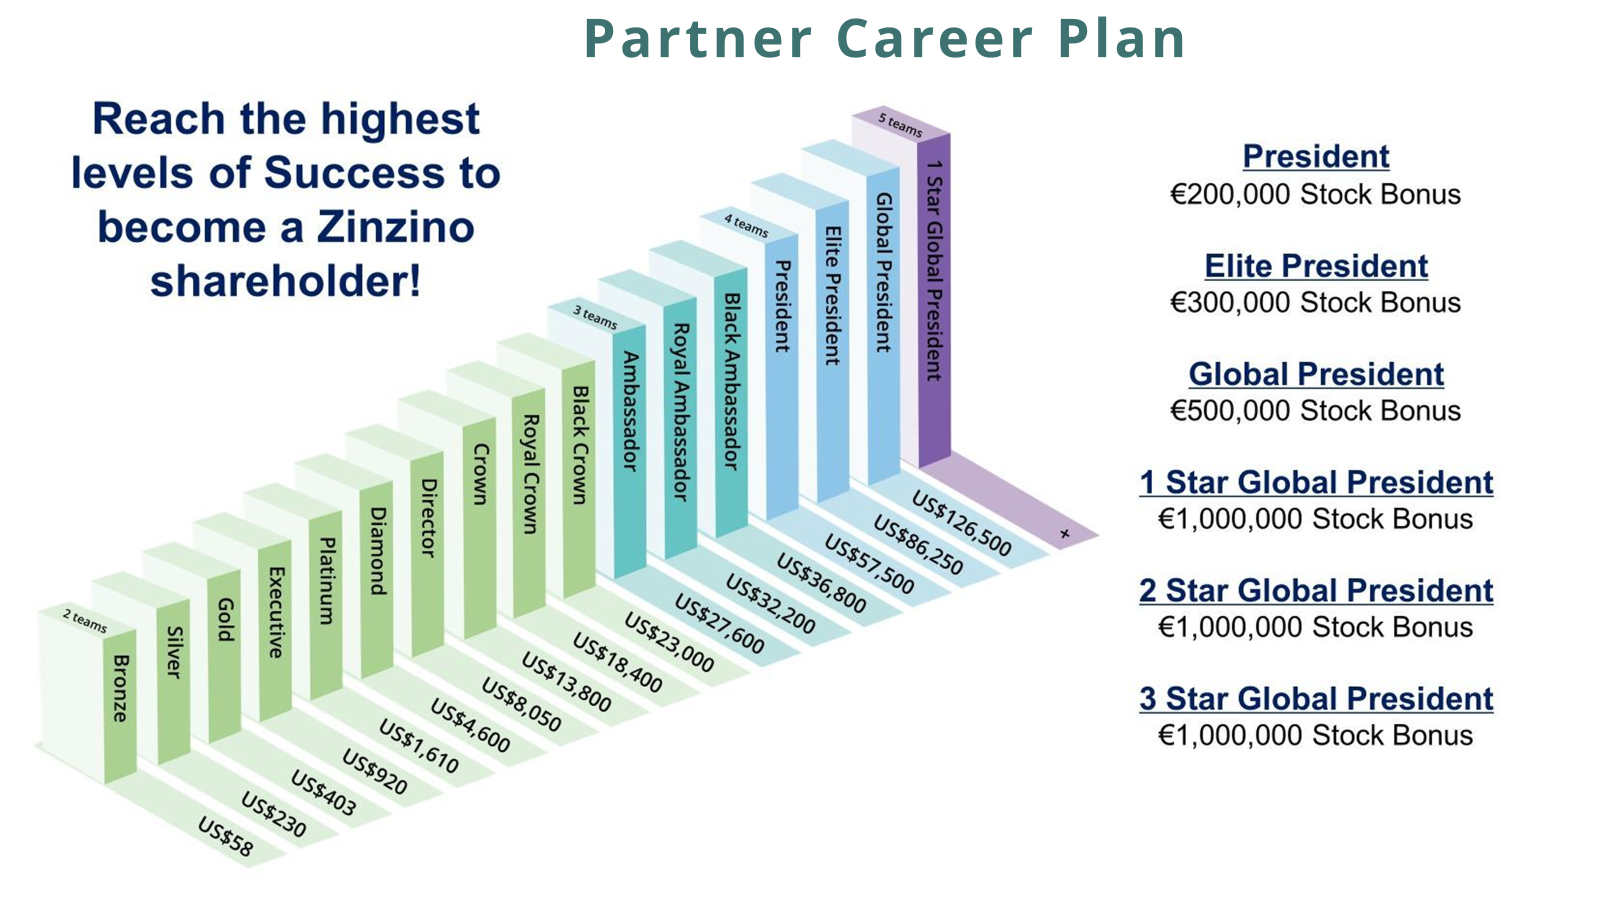 Partner Career Plan
Reach the highest
levels of Success to
become a Zinzino
shareholder!
2 teams
Bronze
Silver
Gold
Executive
Platinum
Diamond
Director
Crown
Royal Crown
Black Crown
3 teams
Ambassador
Royal Ambassador
Black Ambassador
4 teams
President
Elite President
Global President
5 teams
1 Star Global President
US$58
US$230
US$403
US$920
US$1,610
US$4,600
US$8,050
US$13,800
US$18,400
US$23,000
US$27,600
US$32,200
US$36,800
US$57,500
US$86,250
US$126,500
+
President
€200,000 Stock Bonus
Elite President
€300,000 Stock Bonus
Global President
€500,000 Stock Bonus
1 Star Global President
€1,000,000 Stock Bonus
2 Star Global President
€1,000,000 Stock Bonus
3 Star Global President
€1,000,000 Stock Bonus